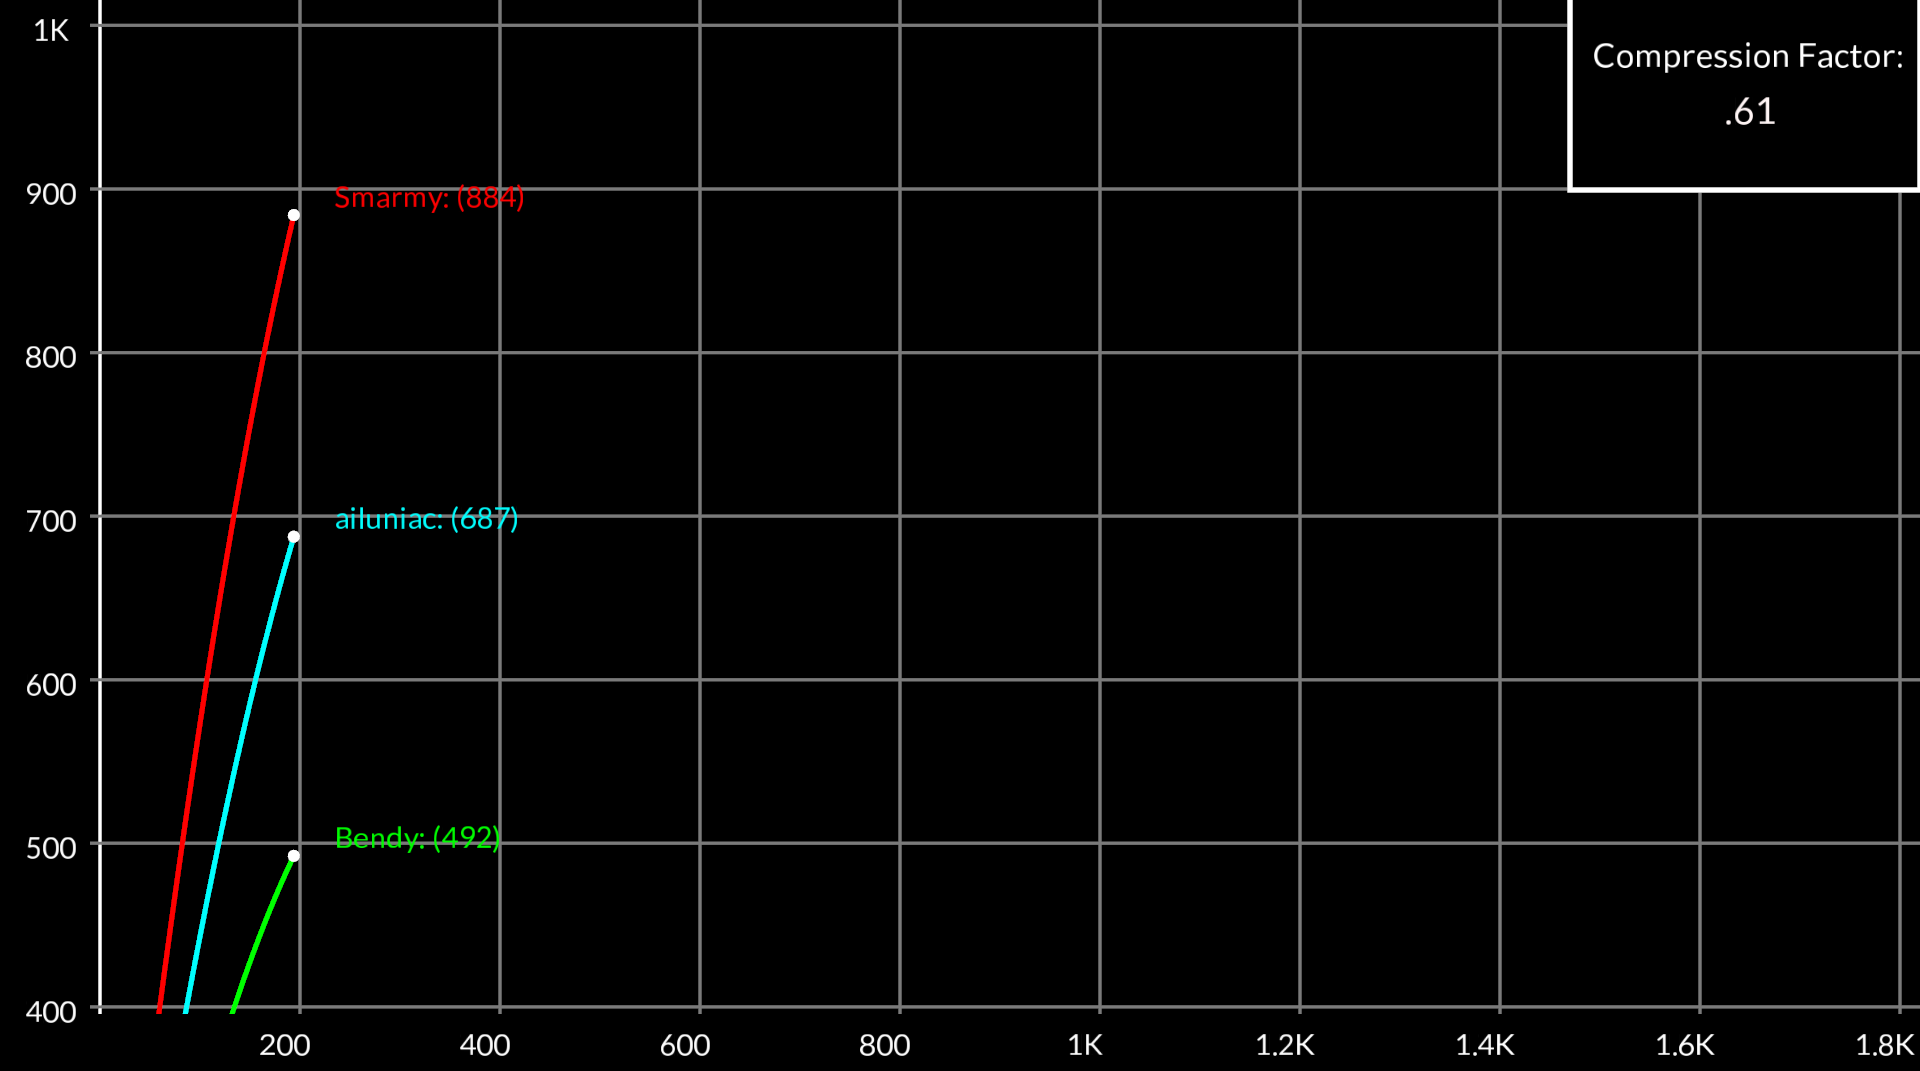 1K
Compression Factor:
.61
900
Smarmy: (884)
800
700
ailuniac: (687)
600
500
Bendy: (492)
400
200 400 600 800 1K 1.2K 1.4K 1.6K 1.8K